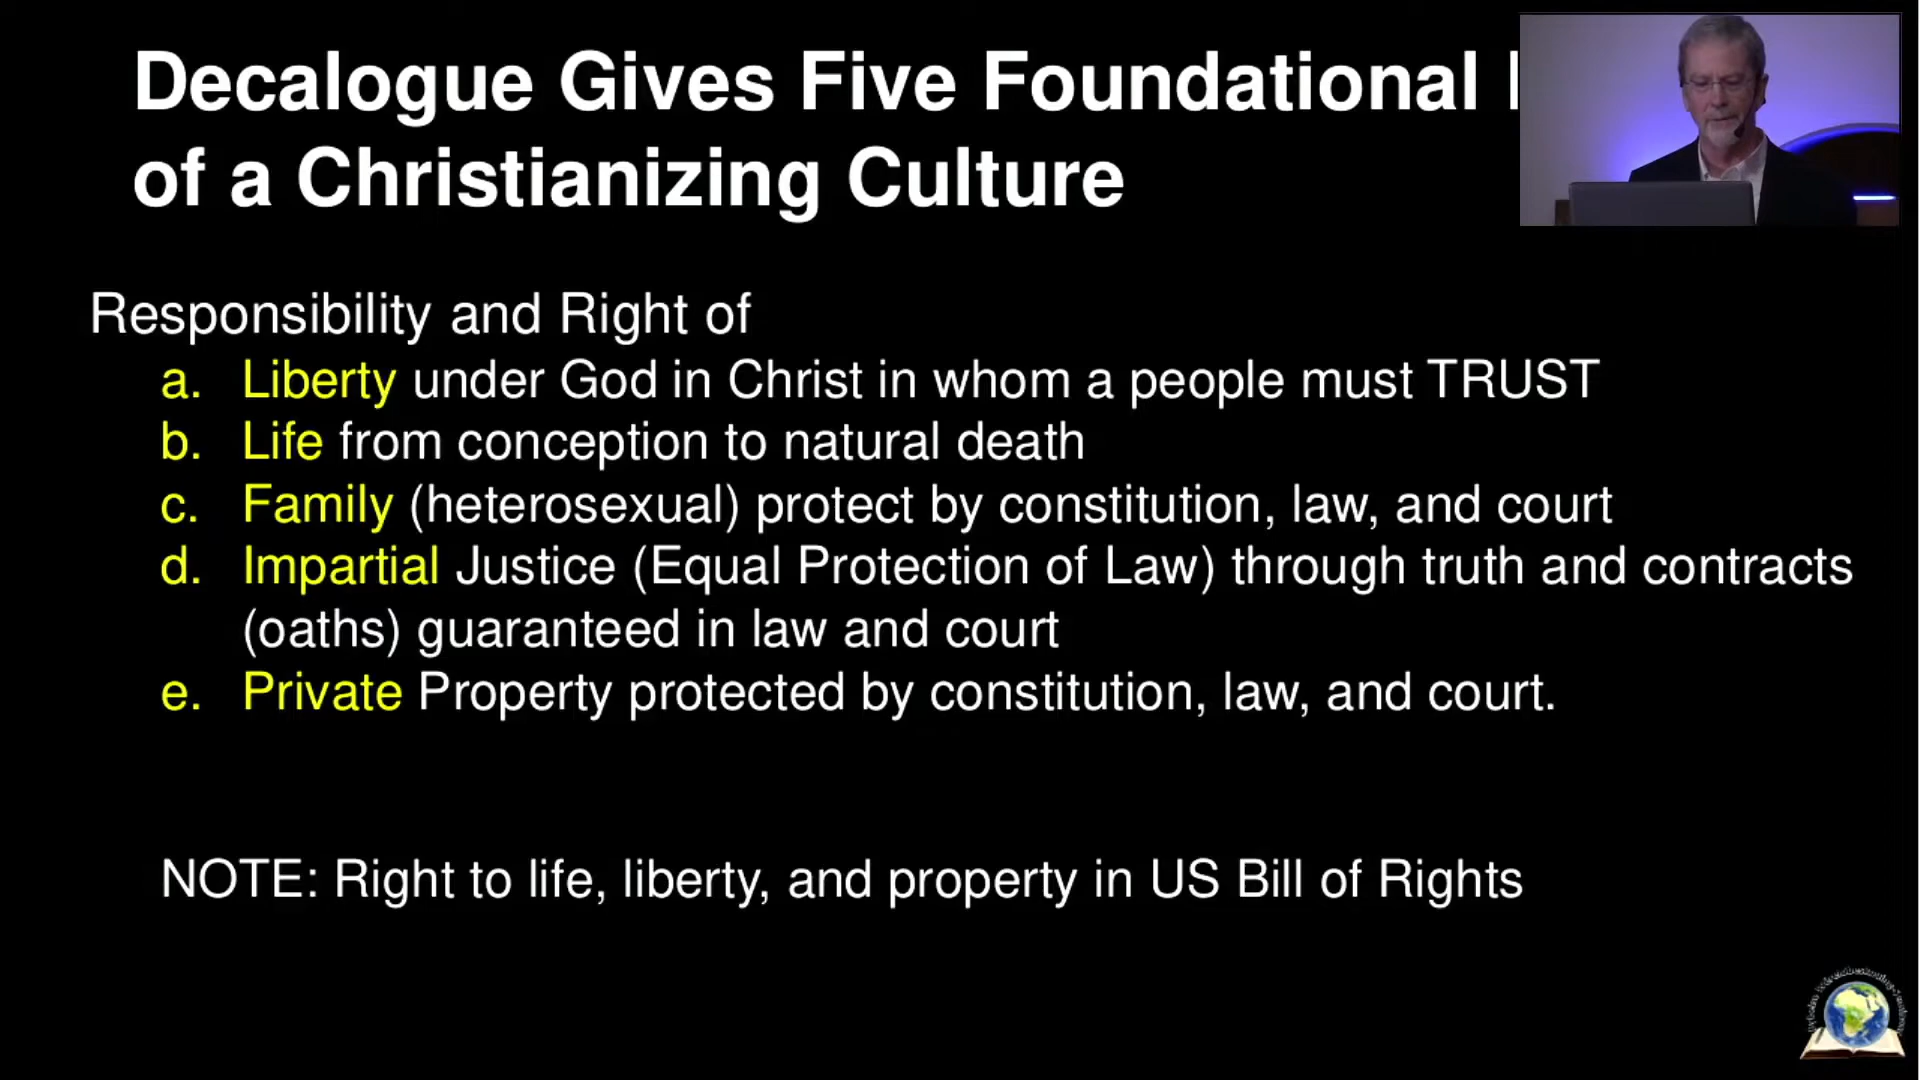 Decalogue Gives Five Foundational
of a Christianizing Culture
Responsibility and Right of
a. Liberty under God in Christ in whom a people must TRUST
b. Life from conception to natural death
c. Family (heterosexual) protect by constitution, law, and court
d. Impartial Justice (Equal Protection of Law) through truth and contracts
(oaths) guaranteed in law and court
e. Private Property protected by constitution, law, and court.
NOTE: Right to life, liberty, and property in US Bill of Rights